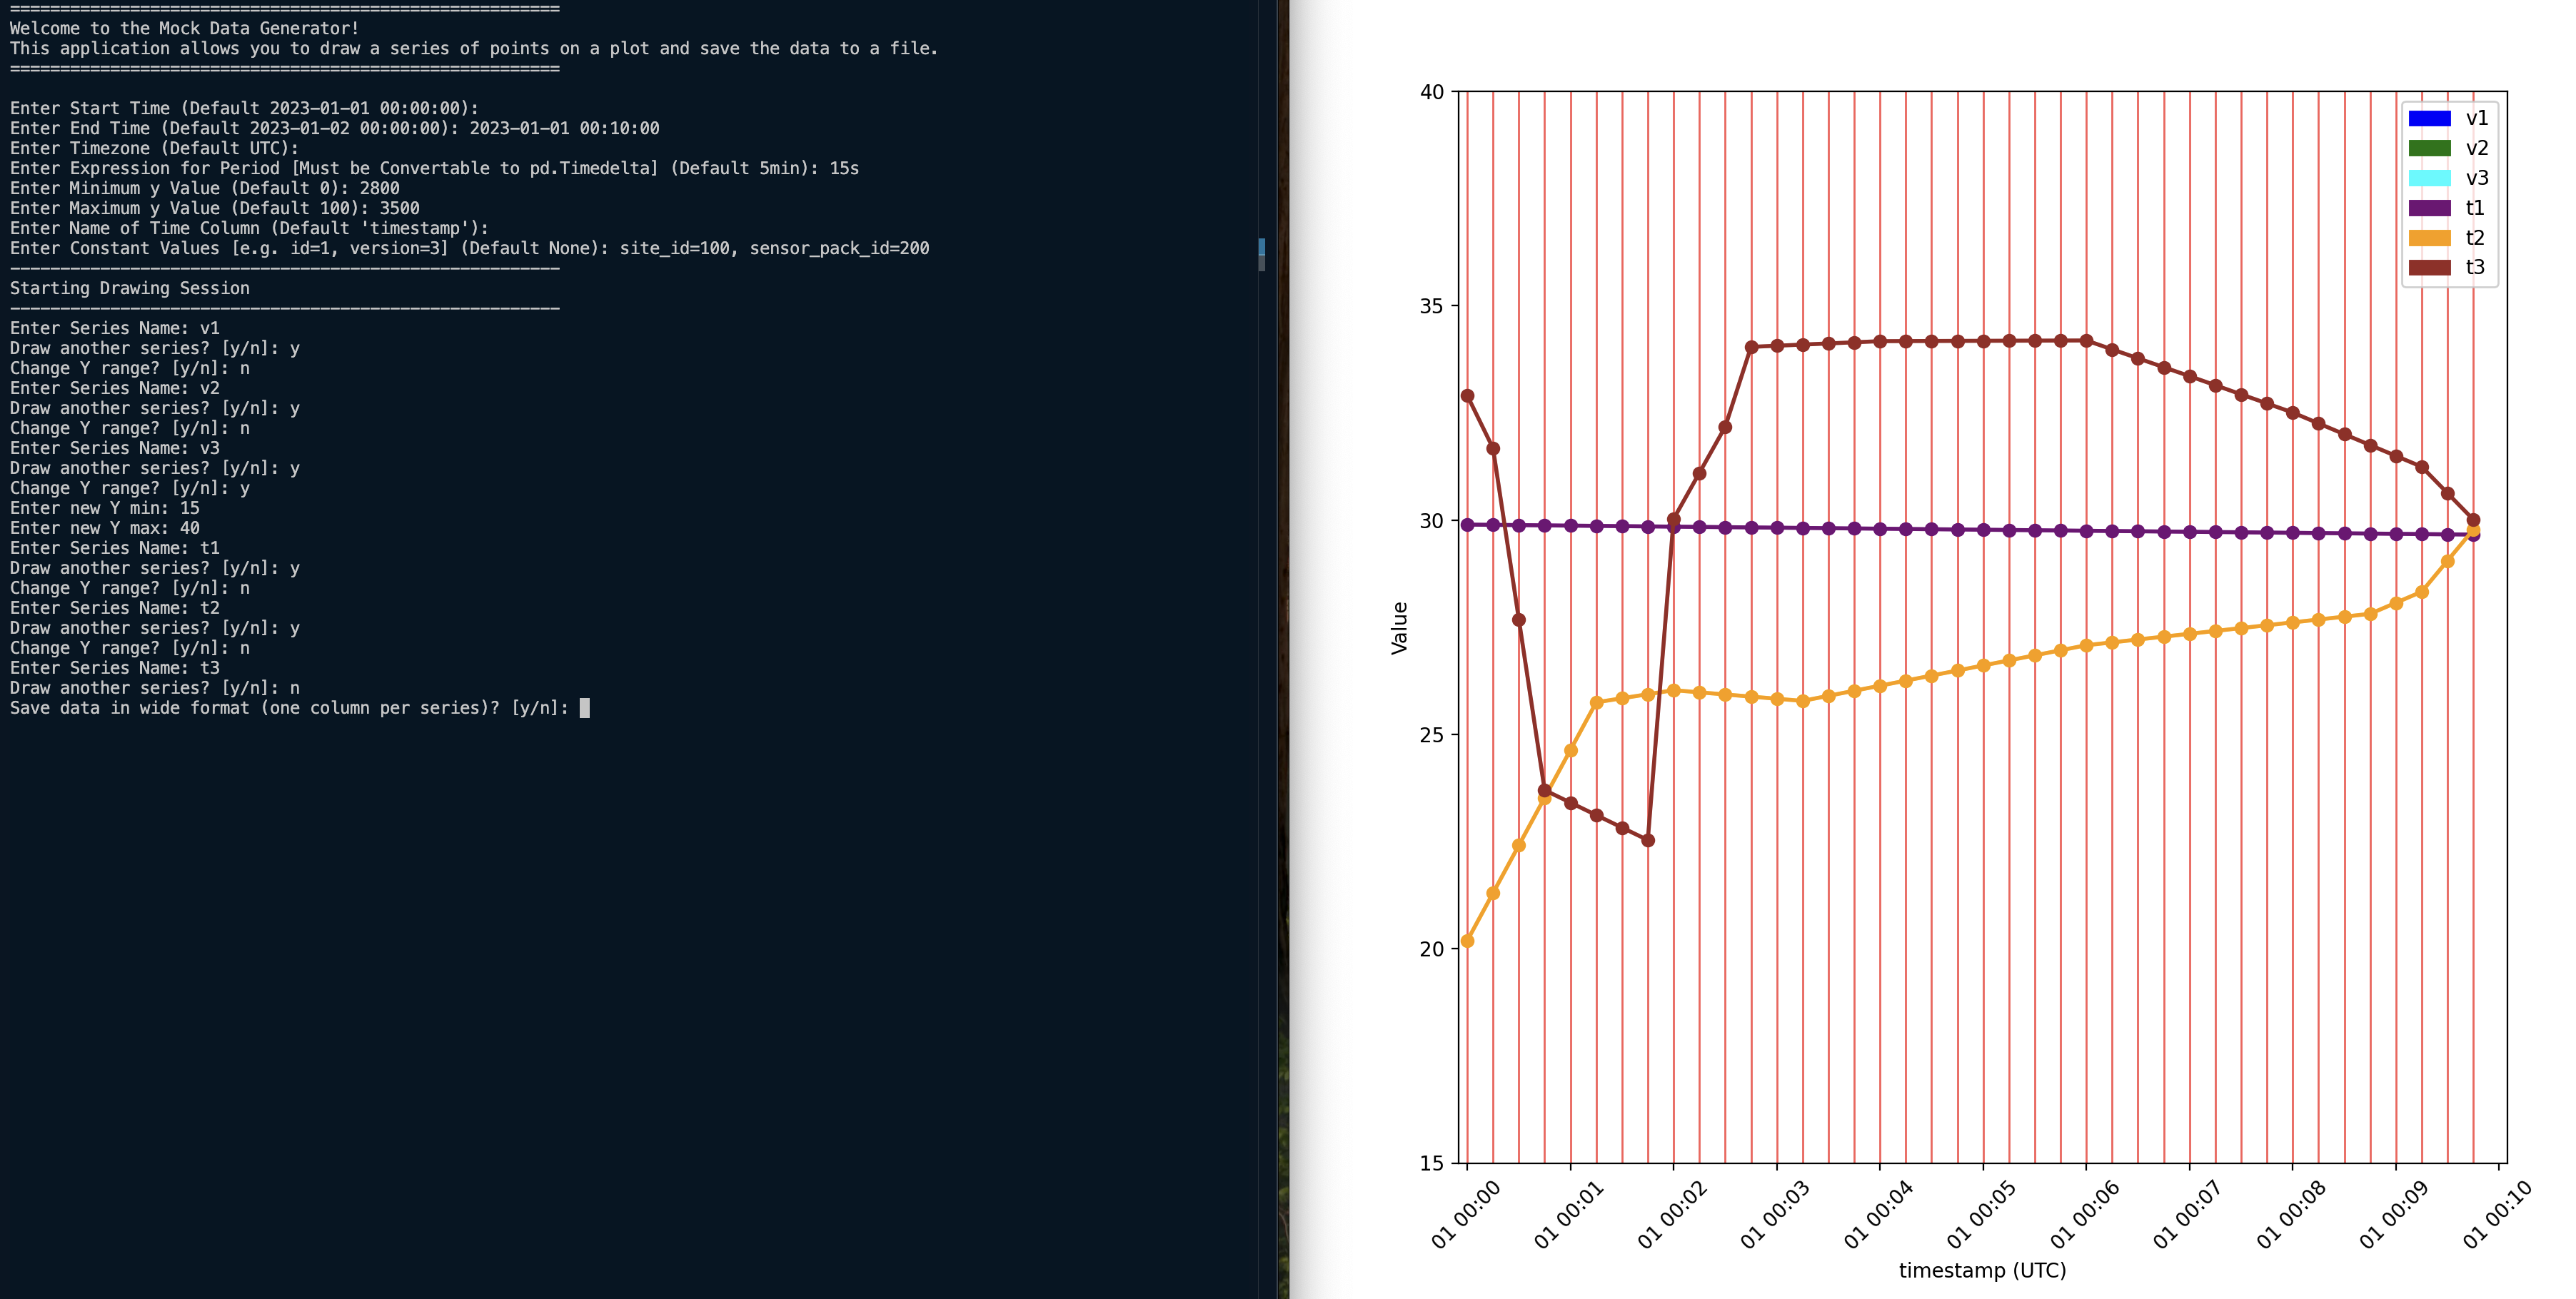 =======================================================
Welcome to the Mock Data Generator!
This application allows you to draw a series of points on a plot and save the data to a file.
=======================================================
Enter Start Time (Default 2023-01-01 00:00:00):
Enter End Time (Default 2023-01-02 00:00:00): 2023-01-01 00:10:00
Enter Timezone (Default UTC):
Enter Expression for Period [Must be Convertable to pd.Timedelta] (Default 5min): 15s
Enter Minimum y Value (Default 0): 2800
Enter Maximum y Value (Default 100): 3500
Enter Name of Time Column (Default 'timestamp'):
Enter Constant Values [e.g. id=1, version=3] (Default None): site_id=100, sensor_pack_id=200
-------------------------------------------------------
Starting Drawing Session
-------------------------------------------------------
Enter Series Name: v1
Draw another series? [y/n]: y
Change Y range? [y/n]: n
Enter Series Name: v2
Draw another series? [y/n]: y
Change Y range? [y/n]: n
Enter Series Name: v3
Draw another series? [y/n]: y
Change Y range? [y/n]: y
Enter new Y min: 15
Enter new Y max: 40
Enter Series Name: t1
Draw another series? [y/n]: y
Change Y range? [y/n]: n
Enter Series Name: t2
Draw another series? [y/n]: y
Change Y range? [y/n]: n
Enter Series Name: t3
Draw another series? [y/n]: n
Save data in wide format (one column per series)? [y/n]:
40
35
30
25
20
15
Value
v1
v2
v3
t1
t2
t3
01 00:00
01 00:01
01 00:02
01 00:03
01 00:04
01 00:05
01 00:06
01 00:07
01 00:08
01 00:09
01 00:10
timestamp (UTC)